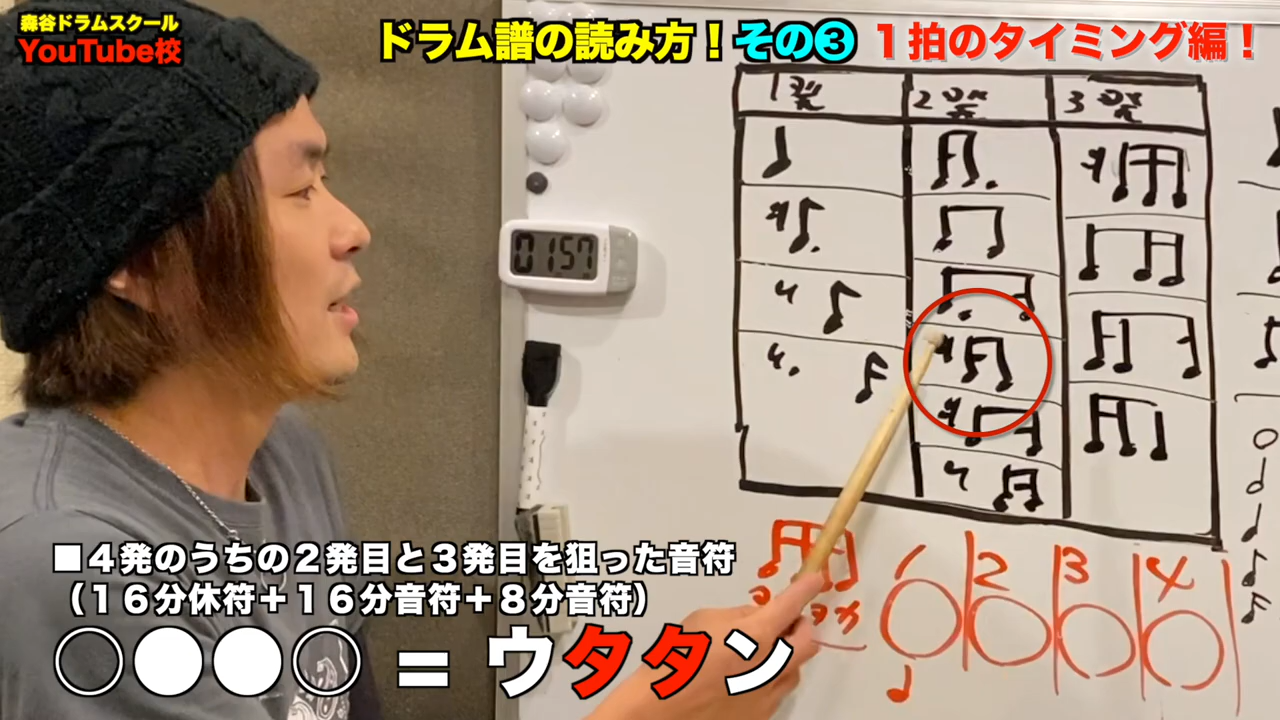 森谷ドラムスクール
YouTube校
ドラム譜の読み方！その③ １拍のタイミング編！
1発 2発 3発
01:57
■４発のうちの２発目と３発目を狙った音符
（１６分休符＋１６分音符＋８分音符）
○●●○＝ウタタン
1 2 3 4